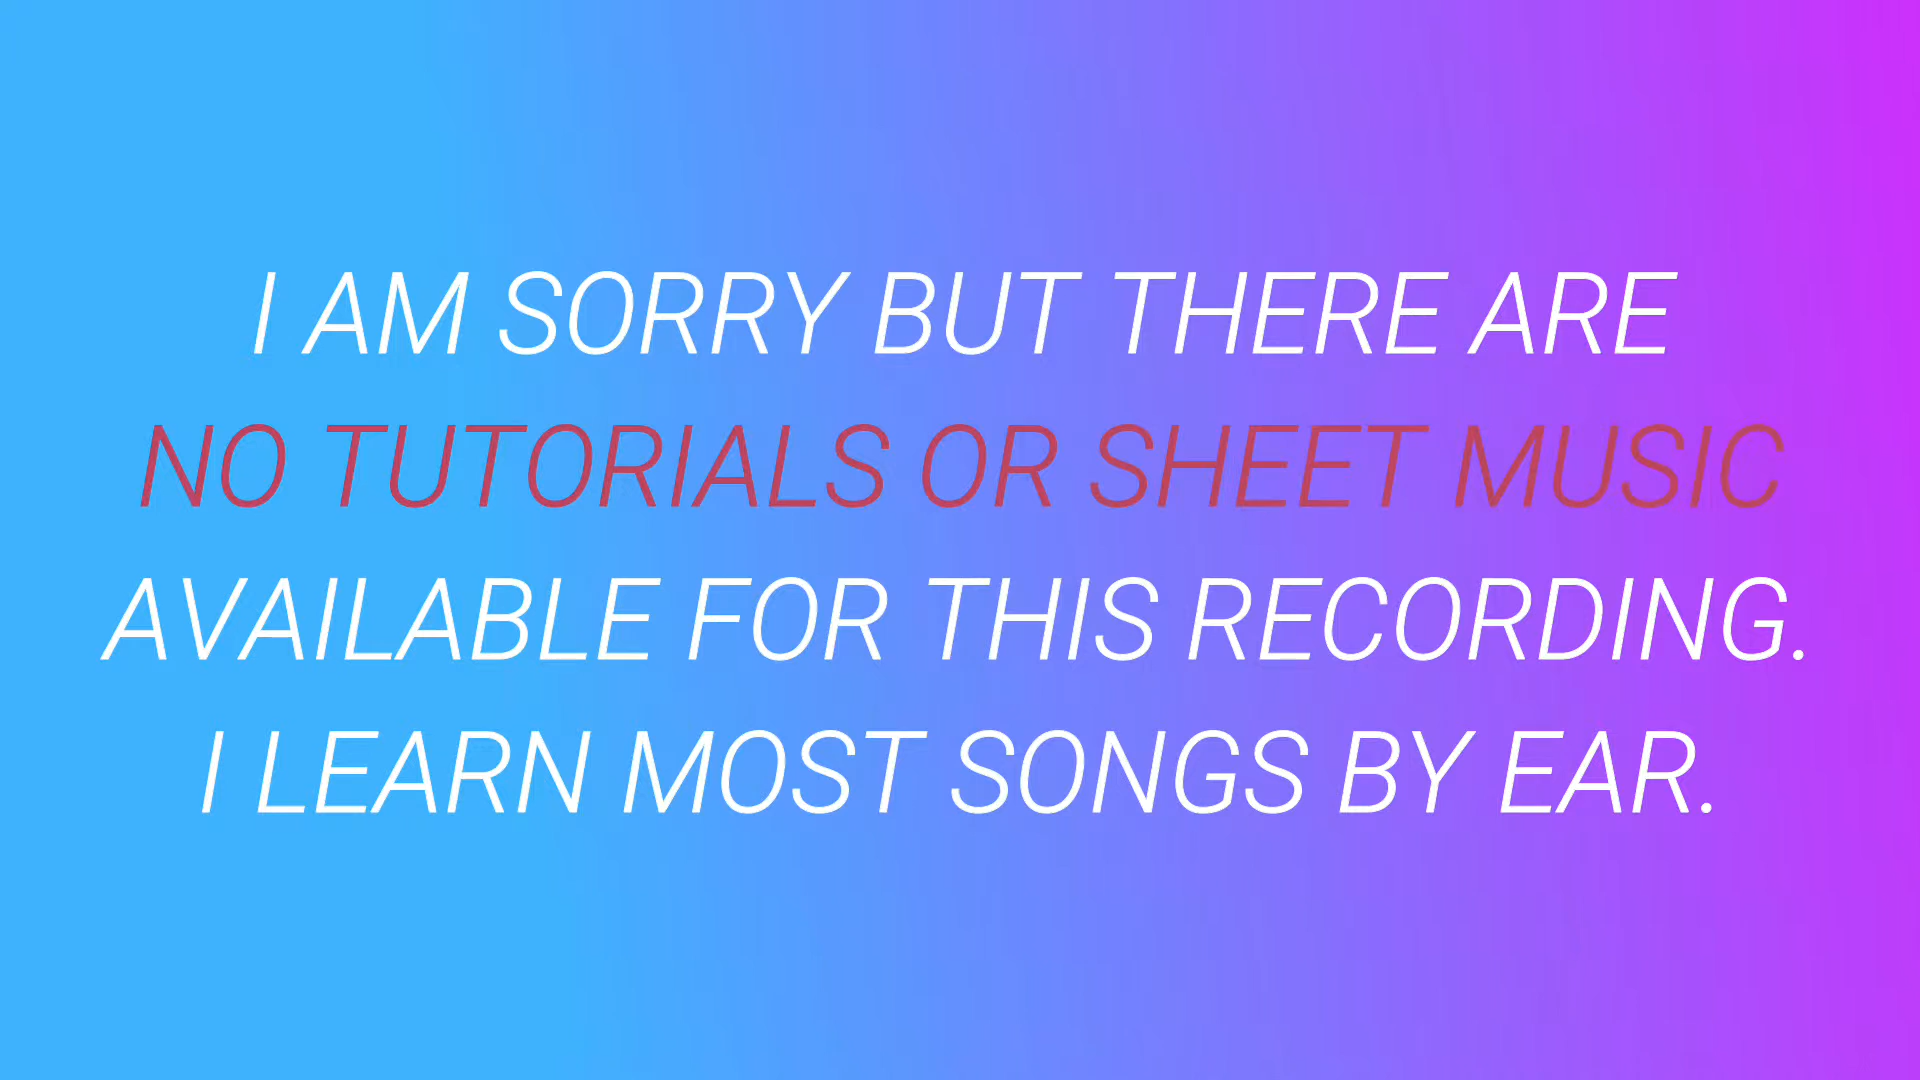 I AM SORRY BUT THERE ARE
NO TUTORIALS OR SHEET MUSIC
AVAILABLE FOR THIS RECORDING.
I LEARN MOST SONGS BY EAR.